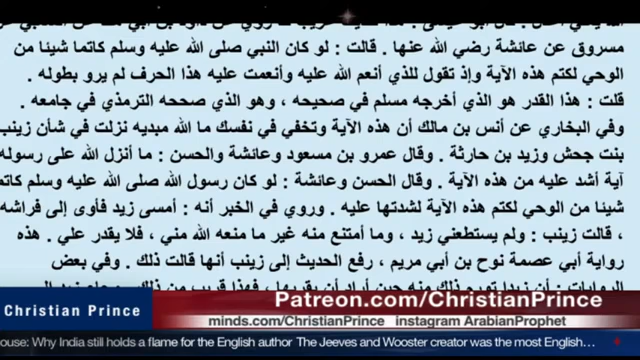 مسروق عن عائشة رضي الله عنها . قالت : لو كان النبي صلى الله عليه وسلم كاتما شيئا من
الوحي لكتم هذه الآية وإذ تقول للذي أنعم الله عليه وأنعمت عليه هذا الحرف لم يرو بطوله .
قلت : هذا القدر هو الذي أخرجه مسلم في صحيحه ، وهو الذي صححه الترمذي في جامعه .
وفي البخاري عن أنس بن مالك أن هذه الآية وتخفي في نفسك ما الله مبديه نزلت في شأن زينب
بنت جحش وزيد بن حارثة . وقال عمرو بن مسعود وعائشة والحسن : ما أنزل الله على رسوله
آية أشد عليه من هذه الآية . وقال الحسن وعائشة : لو كان رسول الله صلى الله عليه وسلم كاتما
شيئا من الوحي لكتم هذه الآية لشدتها عليه . وروي في الخبر أنه : أمسى زيد فأوى إلى فراشه
، قالت زينب : ولم يستطعني زيد ، وما أمتنع منه غير ما منعه الله مني ، فلا يقدر علي . هذه
رواية أبي عصمة نوح بن أبي مريم ، رفع الحديث إلى زينب أنها قالت ذلك . وفي بعض
Christian Prince
Patreon.com/ChristianPrince
minds.com/ChristianPrince instagram ArabianProphet
ouse: Why India still holds a flame for the English author The Jeeves and Wooster creator was the most English…